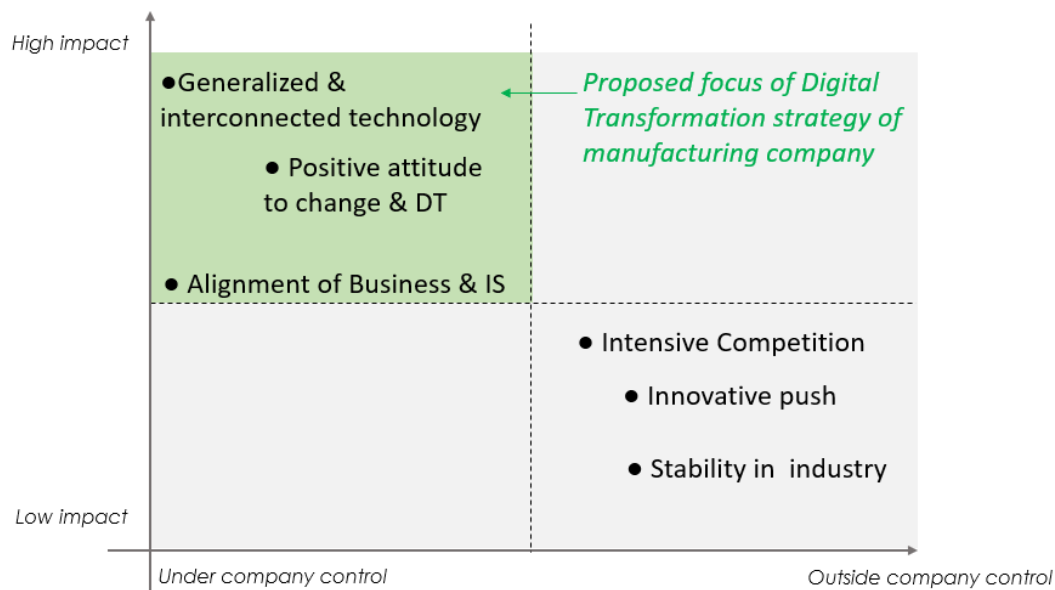 High impact
●Generalized &
interconnected technology
● Positive attitude
to change & DT
● Alignment of Business & IS
Proposed focus of Digital
Transformation strategy of
manufacturing company
● Intensive Competition
● Innovative push
● Stability in industry
Low impact
Under company control
Outside company control